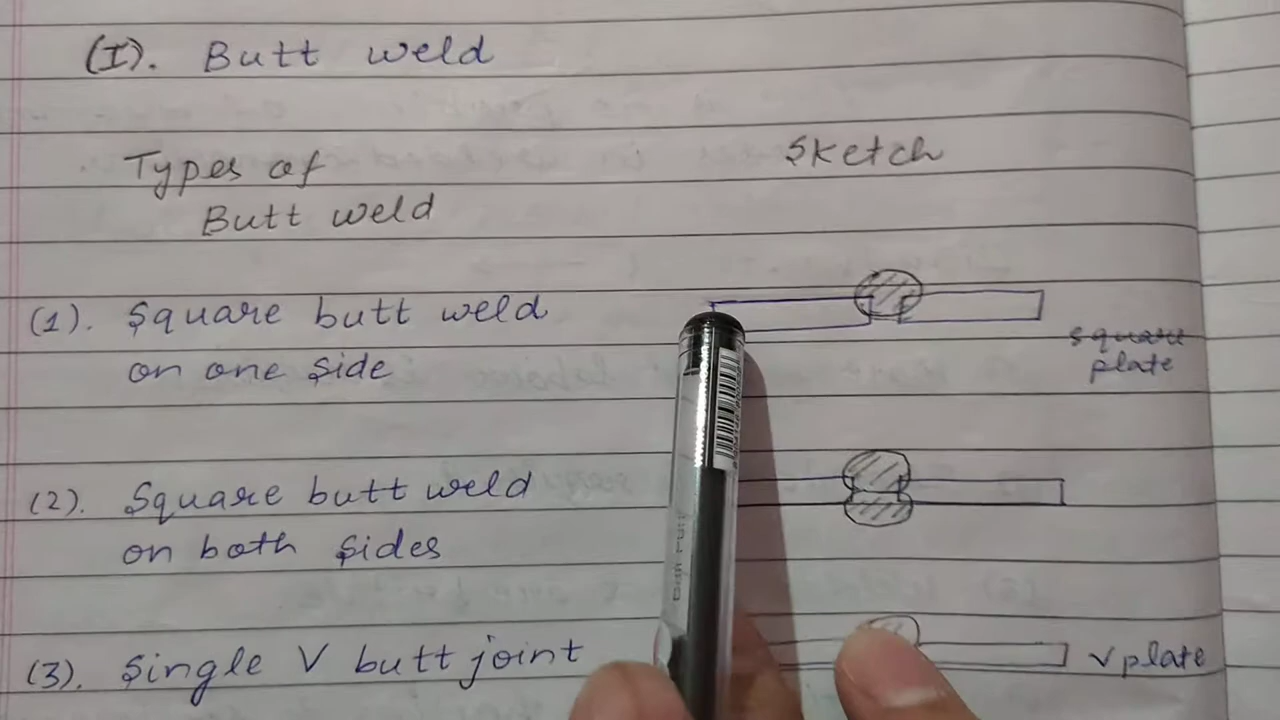 (I). Butt weld
Types of
Butt weld
Sketch
(1). Square butt weld
on one side
square
plate
(2). Square butt weld
on both sides
(3). Single V butt joint
V plate